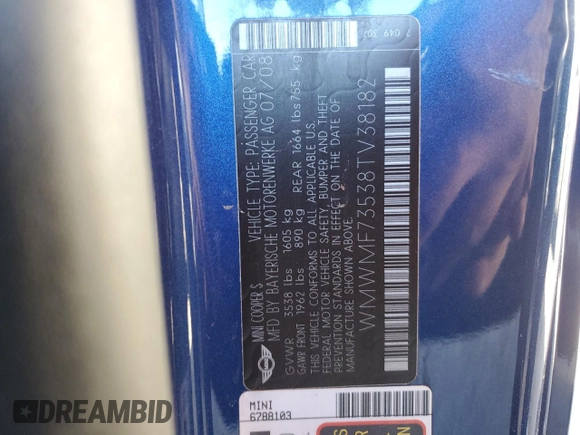 7 049 307
MINI COOPER S VEHICLE TYPE: PASSENGER CAR
MFD BY BAYERISCHE MOTORENWERKE AG 07/08
GVWR 3538 lbs 1605 kg
GAWR FRONT 1962 lbs 890 kg REAR 1664 lbs 755 kg
THIS VEHICLE CONFORMS TO ALL APPLICABLE U.S.
FEDERAL MOTOR VEHICLE SAFETY, BUMPER AND THEFT
PREVENTION STANDARDS IN EFFECT ON THE DATE OF
MANUFACTURE SHOWN ABOVE.
WMWMF73538TV38182
MINI
6788103
DREAMBID